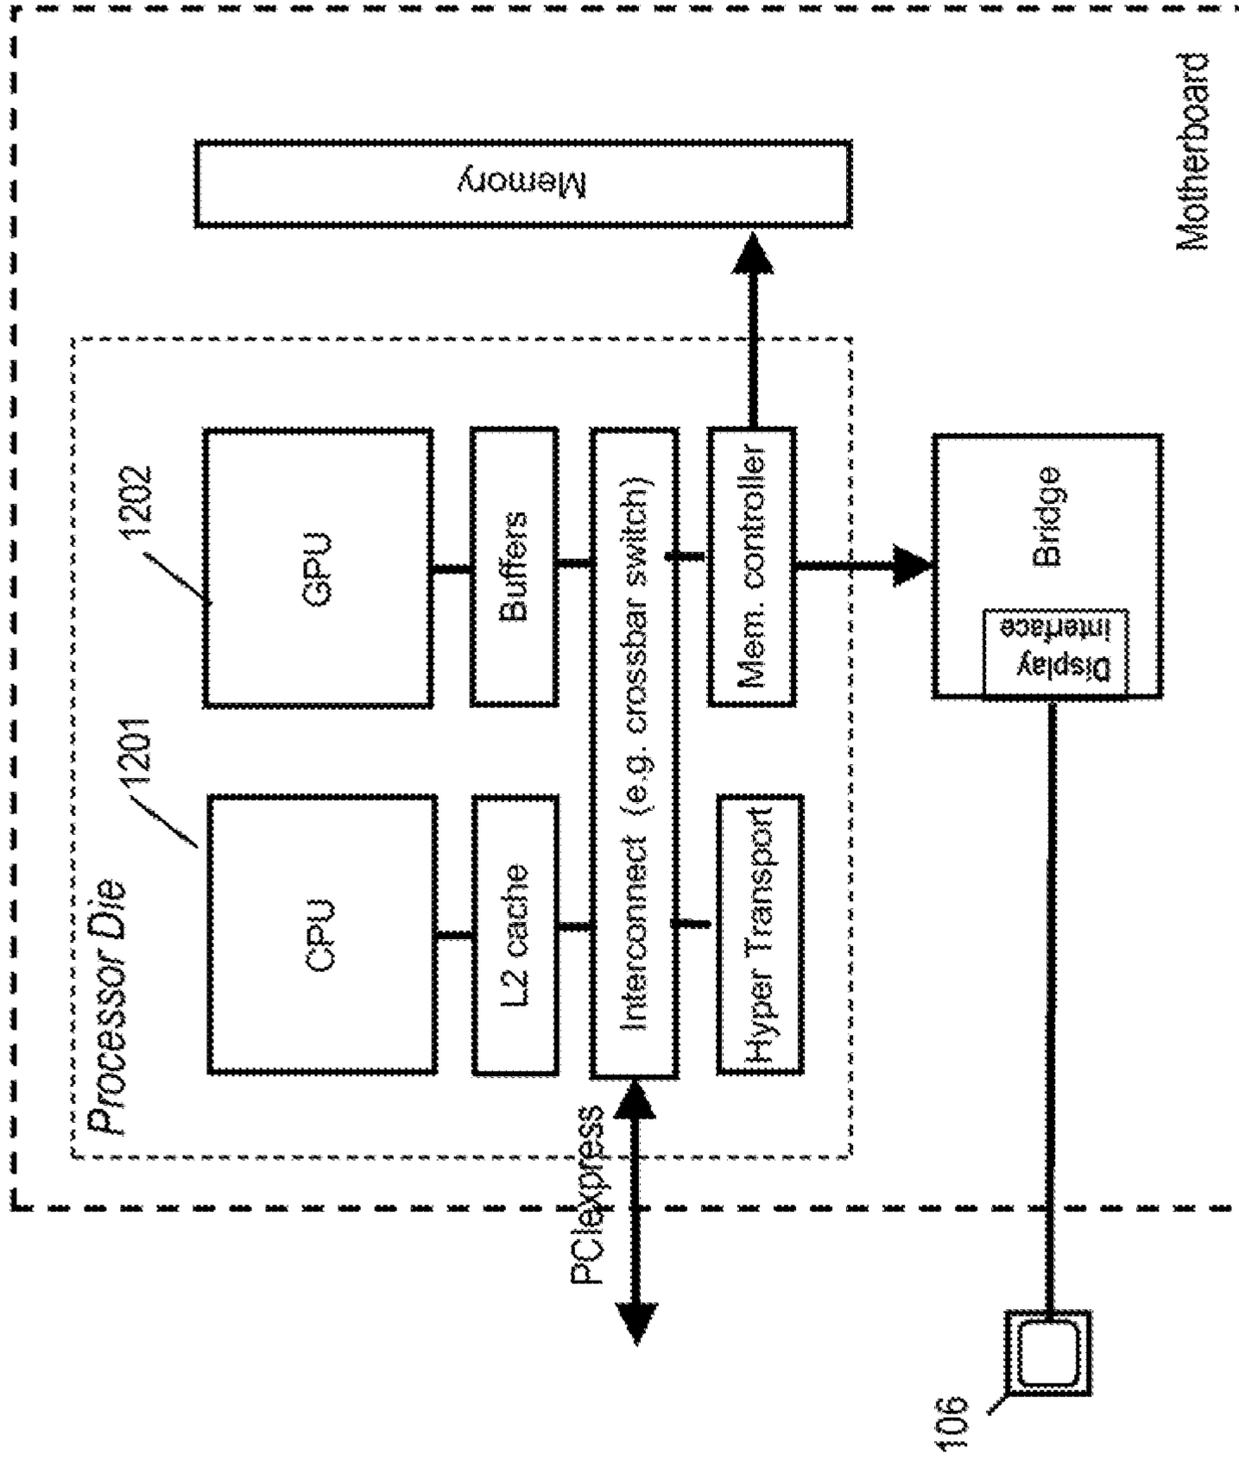 Processor Die
1201
1202
CPU
GPU
L2 cache
Buffers
PCIexpress
Interconnect (e.g. crossbar switch)
Hyper Transport
Mem. controller
Memory
Display
interface
Bridge
106
Motherboard